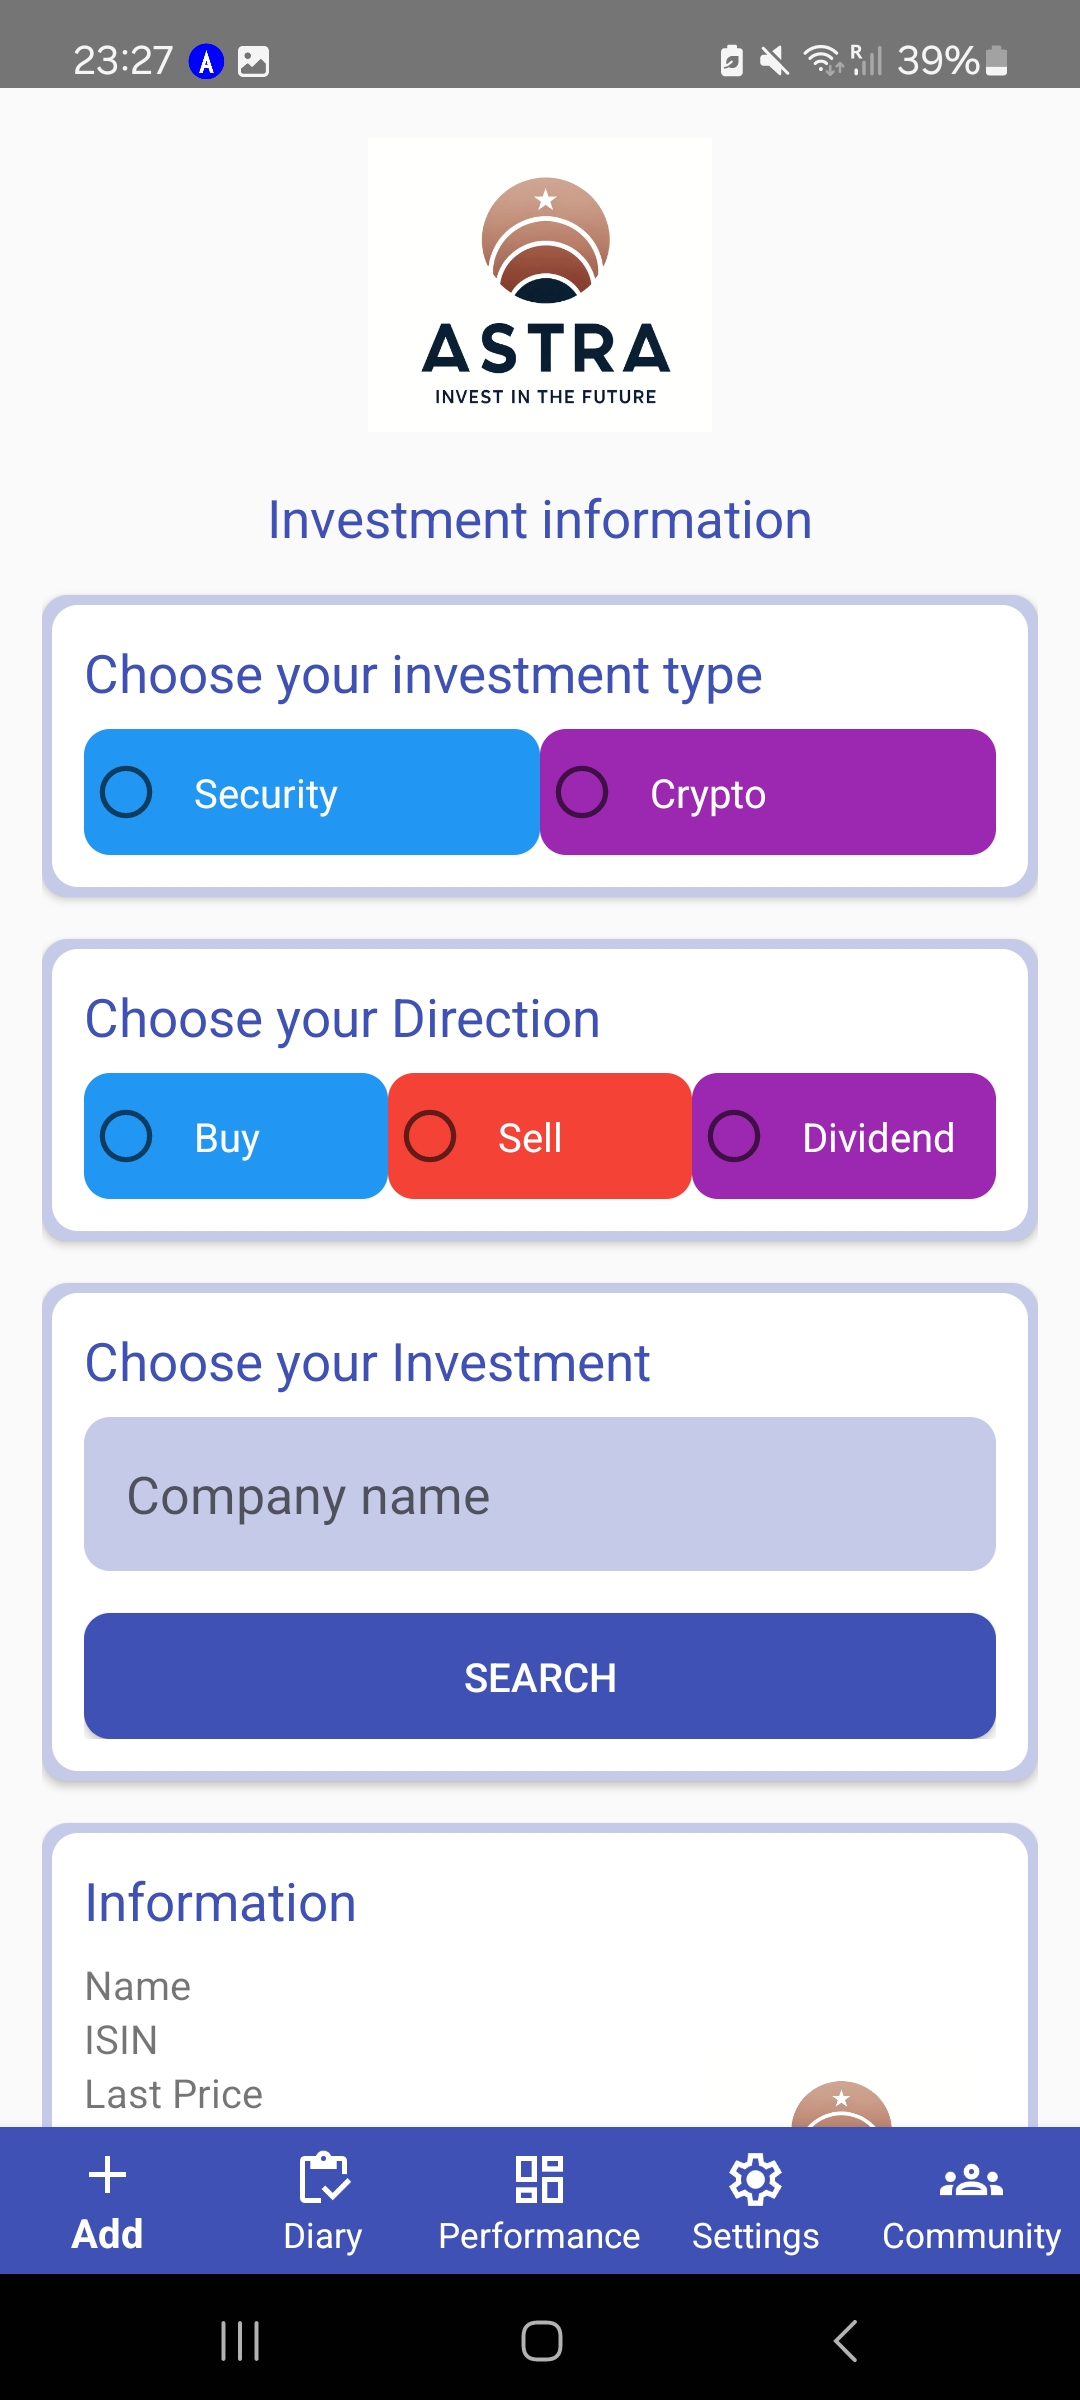 23:27
R 39%
ASTRA
INVEST IN THE FUTURE
Investment information
Choose your investment type
Security Crypto
Choose your Direction
Buy Sell Dividend
Choose your Investment
Company name
SEARCH
Information
Name
ISIN
Last Price
Add Diary Performance Settings Community